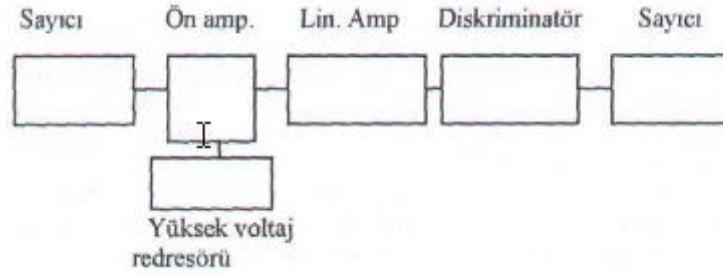 Sayıcı Ön amp. Lin. Amp Diskriminatör Sayıcı
Yüksek voltaj
redresörü